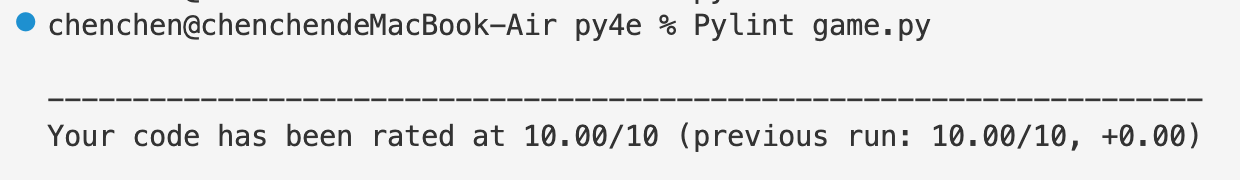 chenchen@chenchendeMacBook-Air py4e % Pylint game.py
--------------------------------------------------------------------
Your code has been rated at 10.00/10 (previous run: 10.00/10, +0.00)